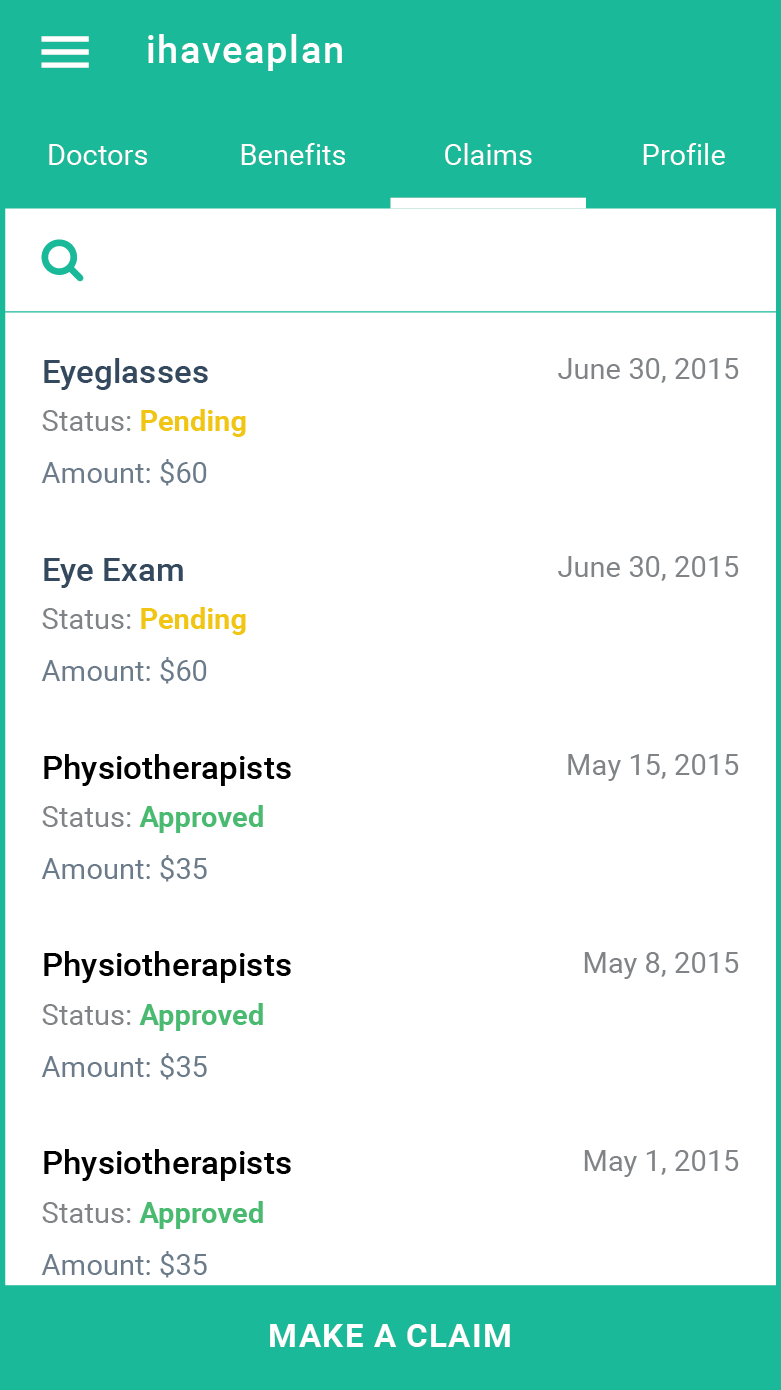 ihaveaplan
Doctors Benefits Claims Profile
Eyeglasses June 30, 2015
Status: Pending
Amount: $60
Eye Exam June 30, 2015
Status: Pending
Amount: $60
Physiotherapists May 15, 2015
Status: Approved
Amount: $35
Physiotherapists May 8, 2015
Status: Approved
Amount: $35
Physiotherapists May 1, 2015
Status: Approved
Amount: $35
MAKE A CLAIM